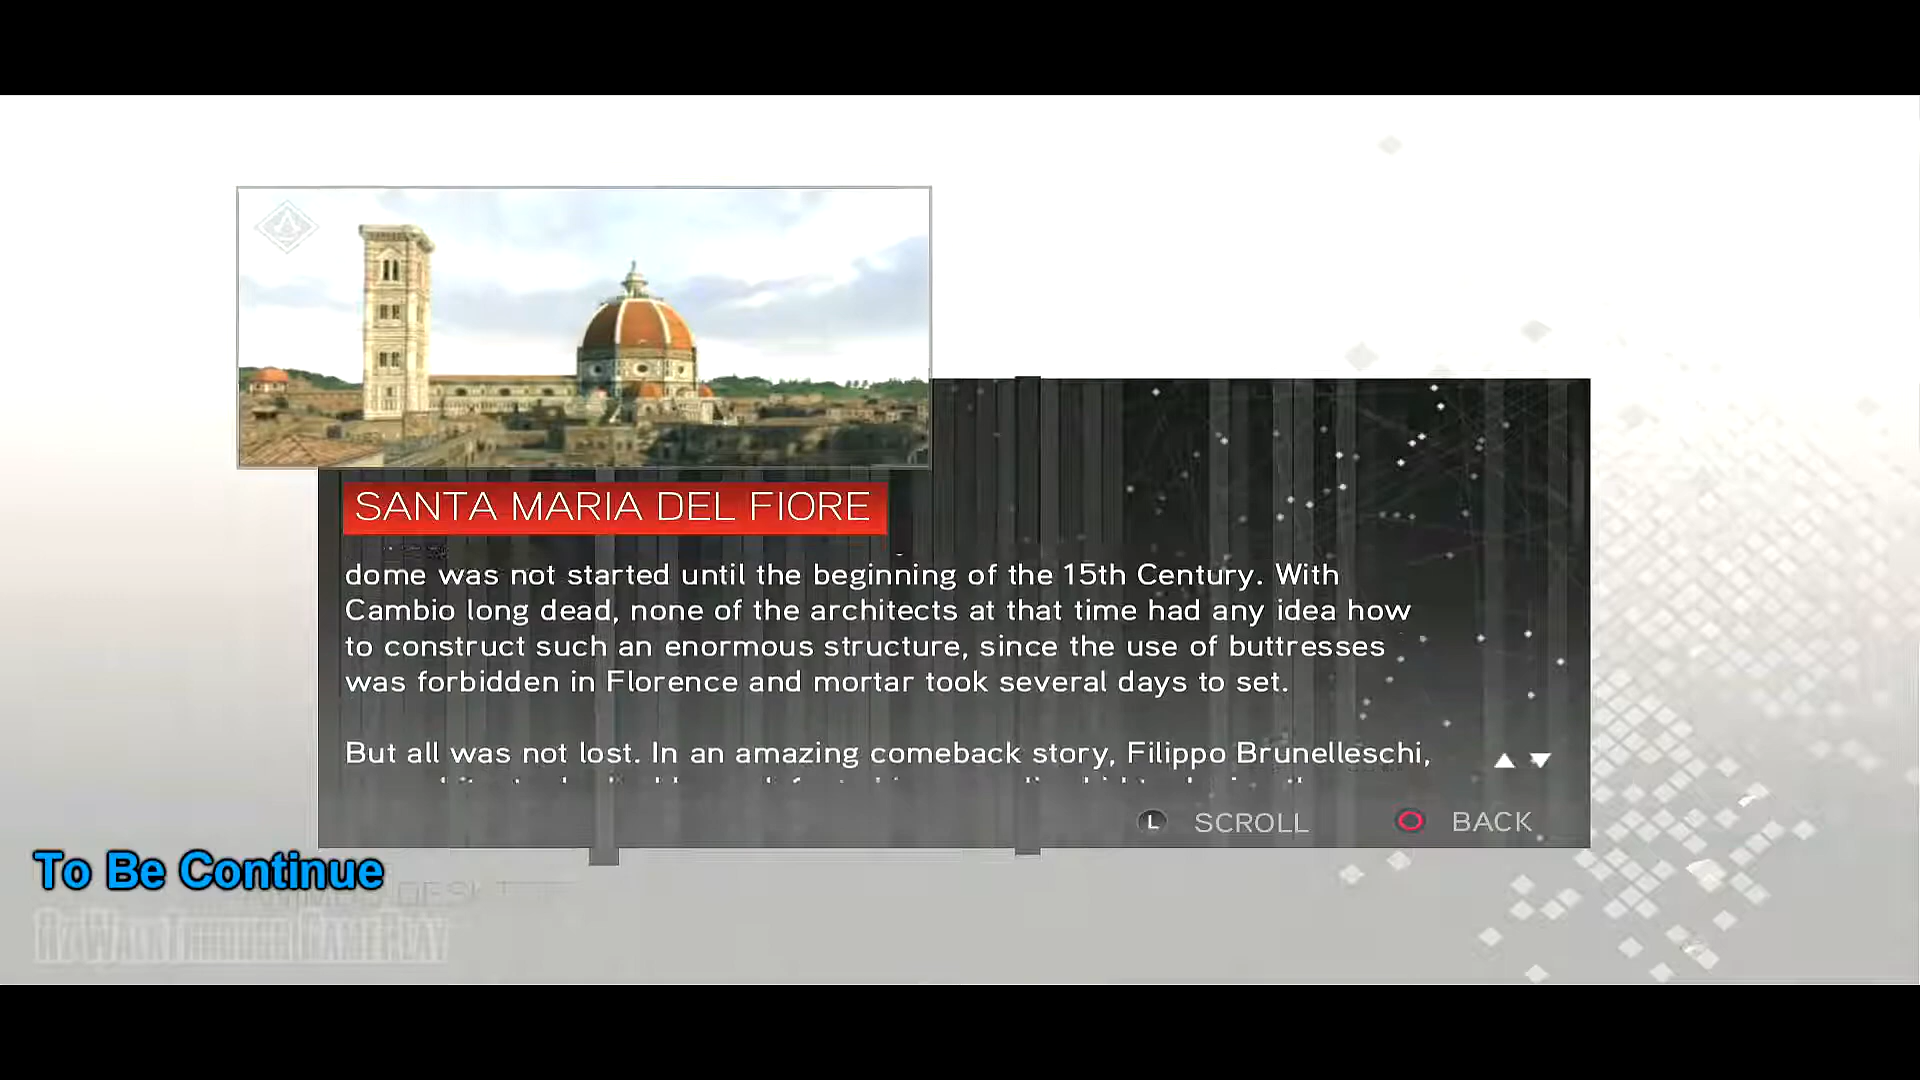 SANTA MARIA DEL FIORE
dome was not started until the beginning of the 15th Century. With
Cambio long dead, none of the architects at that time had any idea how
to construct such an enormous structure, since the use of buttresses
was forbidden in Florence and mortar took several days to set.
But all was not lost. In an amazing comeback story, Filippo Brunelleschi,
L SCROLL BACK
To Be Continue